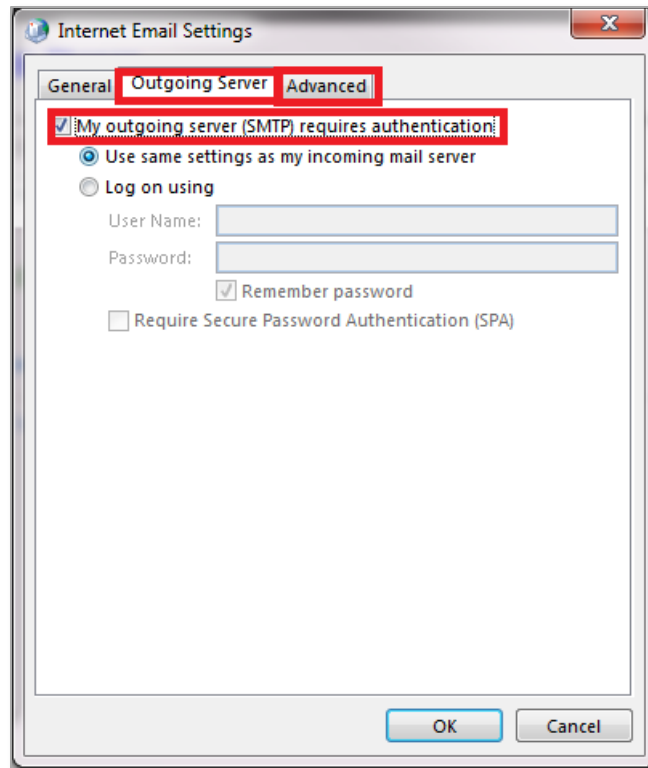 Internet Email Settings
General Outgoing Server Advanced
My outgoing server (SMTP) requires authentication
Use same settings as my incoming mail server
Log on using
User Name:
Password:
Remember password
Require Secure Password Authentication (SPA)
OK Cancel